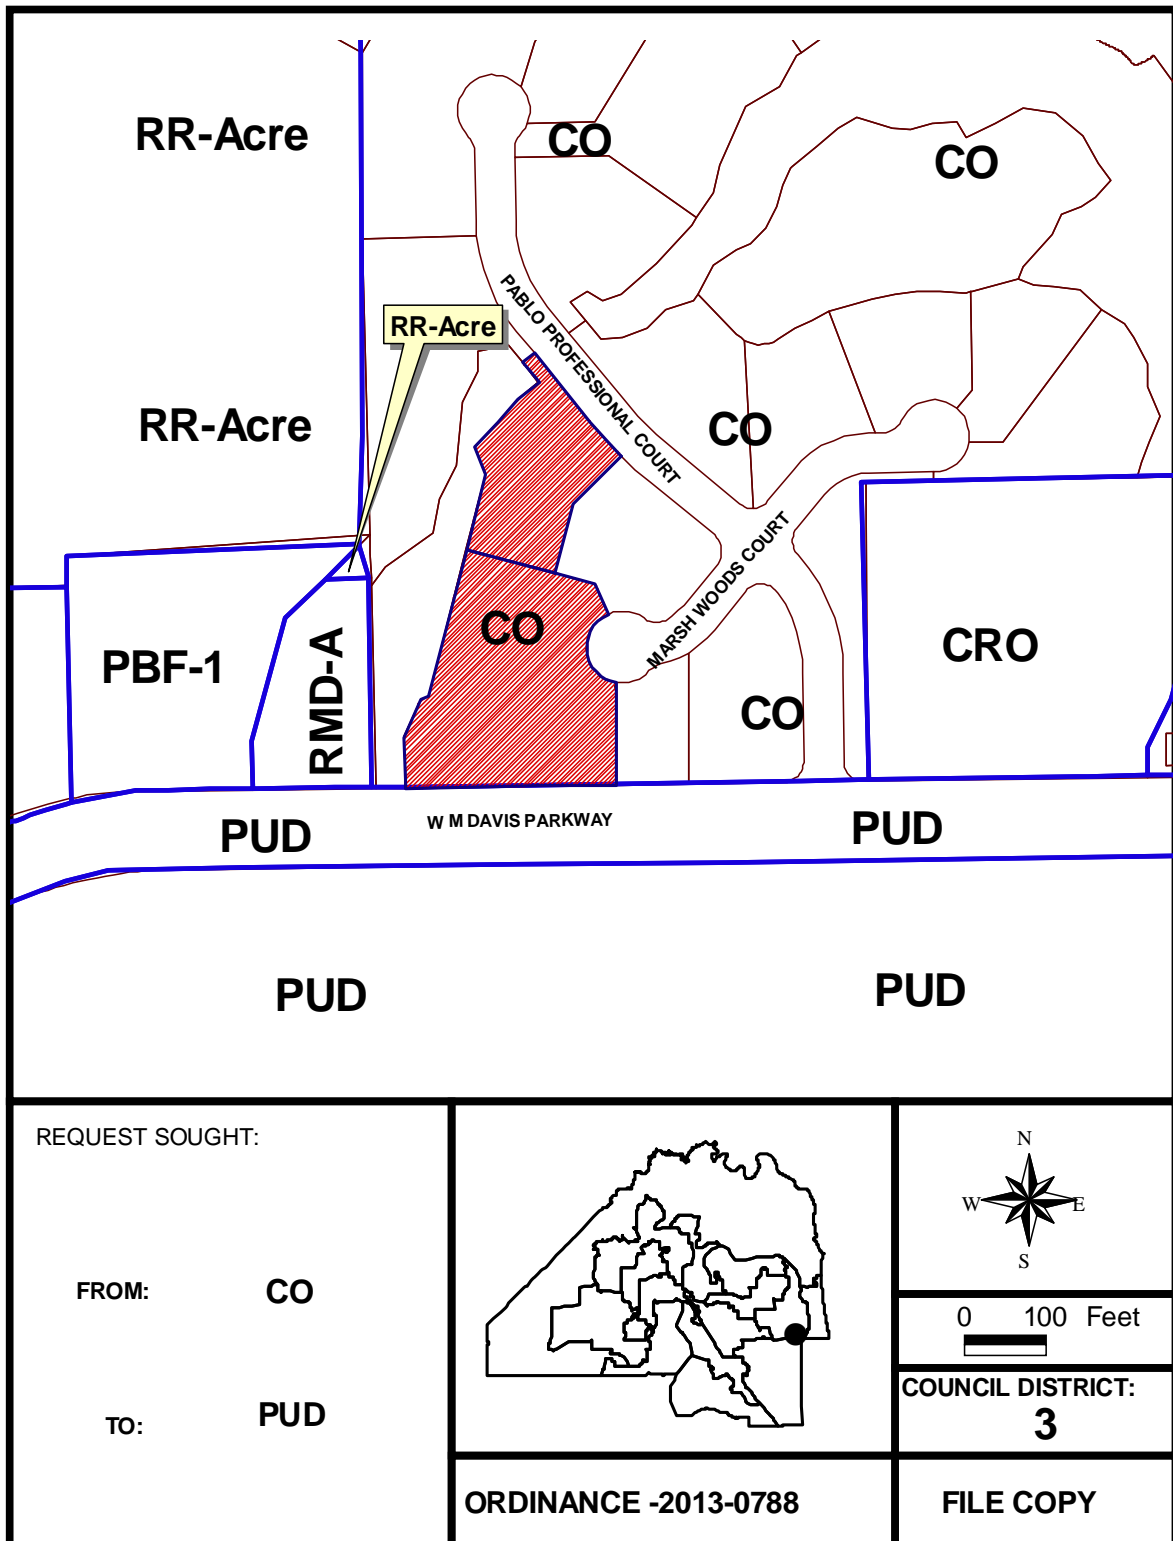 RR-Acre
CO
CO
PABLO PROFESSIONAL COURT
RR-Acre
RR-Acre
CO
MARSH WOODS COURT
CO
CRO
PBF-1
RMD-A
CO
W M DAVIS PARKWAY
PUD
PUD
PUD
PUD
REQUEST SOUGHT:
FROM: CO
TO: PUD
N
W E
S
0 100 Feet
COUNCIL DISTRICT:
3
ORDINANCE -2013-0788
FILE COPY